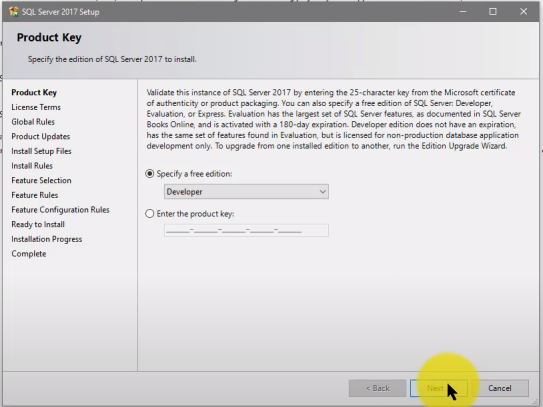 SQL Server 2017 Setup
Product Key
Specify the edition of SQL Server 2017 to install.
Product Key
License Terms
Global Rules
Product Updates
Install Setup Files
Install Rules
Feature Selection
Feature Rules
Feature Configuration Rules
Ready to Install
Installation Progress
Complete
Validate this instance of SQL Server 2017 by entering the 25-character key from the Microsoft certificate
of authenticity or product packaging. You can also specify a free edition of SQL Server: Developer,
Evaluation, or Express. Evaluation has the largest set of SQL Server features, as documented in SQL Server
Books Online, and is activated with a 180-day expiration. Developer edition does not have an expiration,
has the same set of features found in Evaluation, but is licensed for non-production database application
development only. To upgrade from one installed edition to another, run the Edition Upgrade Wizard.
Specify a free edition:
Developer
Enter the product key:
_____-_____-_____-_____-_____
< Back
Next
Cancel